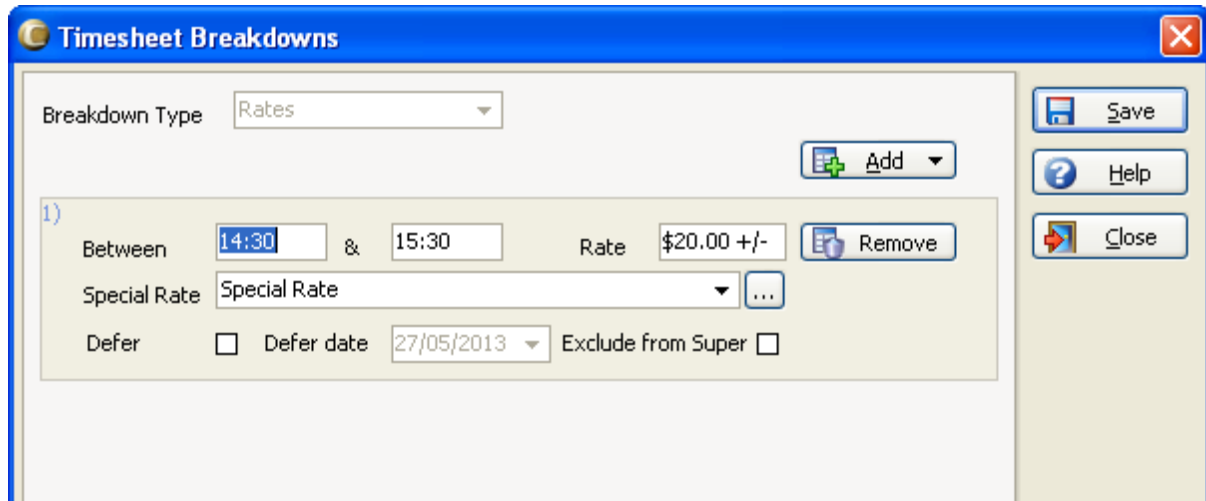 Timesheet Breakdowns
Breakdown Type Rates
Save
Add
Help
1)
Between 14:30 & 15:30 Rate $20.00 +/- Remove
Close
Special Rate Special Rate ...
Defer Defer date 27/05/2013 Exclude from Super